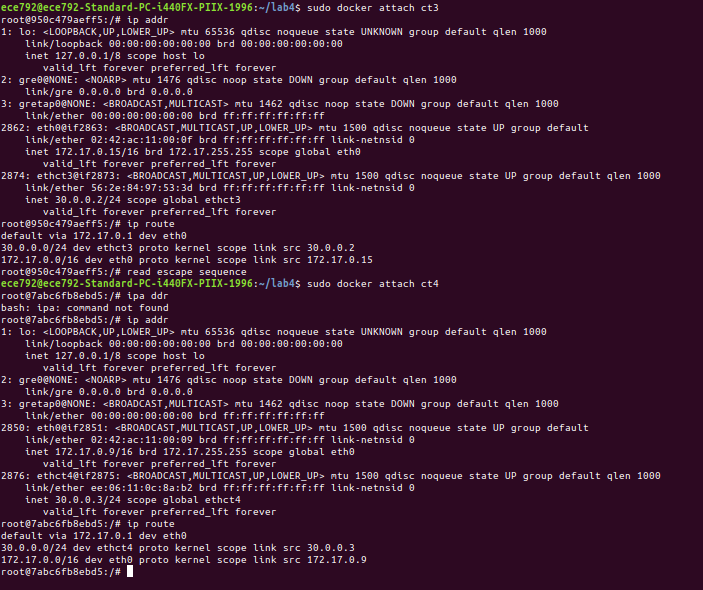 ece792@ece792-Standard-PC-i440FX-PIIX-1996:~/lab4$ sudo docker attach ct3
root@950c479aeff5:/# ip addr
1: lo: <LOOPBACK,UP,LOWER_UP> mtu 65536 qdisc noqueue state UNKNOWN group default qlen 1000
    link/loopback 00:00:00:00:00:00 brd 00:00:00:00:00:00
    inet 127.0.0.1/8 scope host lo
       valid_lft forever preferred_lft forever
2: gre0@NONE: <NOARP> mtu 1476 qdisc noop state DOWN group default qlen 1000
    link/gre 0.0.0.0 brd 0.0.0.0
3: gretap0@NONE: <BROADCAST,MULTICAST> mtu 1462 qdisc noop state DOWN group default qlen 1000
    link/ether 00:00:00:00:00:00 brd ff:ff:ff:ff:ff:ff
2862: eth0@if2863: <BROADCAST,MULTICAST,UP,LOWER_UP> mtu 1500 qdisc noqueue state UP group default
    link/ether 02:42:ac:11:00:0f brd ff:ff:ff:ff:ff:ff link-netnsid 0
    inet 172.17.0.15/16 brd 172.17.255.255 scope global eth0
       valid_lft forever preferred_lft forever
2874: ethct3@if2873: <BROADCAST,MULTICAST,UP,LOWER_UP> mtu 1500 qdisc noqueue state UP group default qlen 1000
    link/ether 56:2e:84:97:53:3d brd ff:ff:ff:ff:ff:ff link-netnsid 0
    inet 30.0.0.2/24 scope global ethct3
       valid_lft forever preferred_lft forever
root@950c479aeff5:/# ip route
default via 172.17.0.1 dev eth0
30.0.0.0/24 dev ethct3 proto kernel scope link src 30.0.0.2
172.17.0.0/16 dev eth0 proto kernel scope link src 172.17.0.15
root@950c479aeff5:/# read escape sequence
ece792@ece792-Standard-PC-i440FX-PIIX-1996:~/lab4$ sudo docker attach ct4
root@7abc6fb8ebd5:/# ipa ddr
bash: ipa: command not found
root@7abc6fb8ebd5:/# ip addr
1: lo: <LOOPBACK,UP,LOWER_UP> mtu 65536 qdisc noqueue state UNKNOWN group default qlen 1000
    link/loopback 00:00:00:00:00:00 brd 00:00:00:00:00:00
    inet 127.0.0.1/8 scope host lo
       valid_lft forever preferred_lft forever
2: gre0@NONE: <NOARP> mtu 1476 qdisc noop state DOWN group default qlen 1000
    link/gre 0.0.0.0 brd 0.0.0.0
3: gretap0@NONE: <BROADCAST,MULTICAST> mtu 1462 qdisc noop state DOWN group default qlen 1000
    link/ether 00:00:00:00:00:00 brd ff:ff:ff:ff:ff:ff
2850: eth0@if2851: <BROADCAST,MULTICAST,UP,LOWER_UP> mtu 1500 qdisc noqueue state UP group default
    link/ether 02:42:ac:11:00:09 brd ff:ff:ff:ff:ff:ff link-netnsid 0
    inet 172.17.0.9/16 brd 172.17.255.255 scope global eth0
       valid_lft forever preferred_lft forever
2876: ethct4@if2875: <BROADCAST,MULTICAST,UP,LOWER_UP> mtu 1500 qdisc noqueue state UP group default qlen 1000
    link/ether ee:06:11:0c:8a:b2 brd ff:ff:ff:ff:ff:ff link-netnsid 0
    inet 30.0.0.3/24 scope global ethct4
       valid_lft forever preferred_lft forever
root@7abc6fb8ebd5:/# ip route
default via 172.17.0.1 dev eth0
30.0.0.0/24 dev ethct4 proto kernel scope link src 30.0.0.3
172.17.0.0/16 dev eth0 proto kernel scope link src 172.17.0.9
root@7abc6fb8ebd5:/#